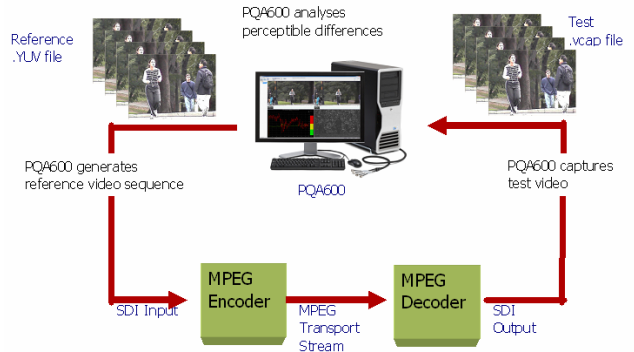 PQA600 analyses
perceptible differences
Reference
.YUV file
Test
.vcap file
PQA600 generates
reference video sequence
PQA600
PQA600 captures
test video
MPEG
Encoder
MPEG
Decoder
SDI Input
MPEG
Transport
Stream
SDI
Output